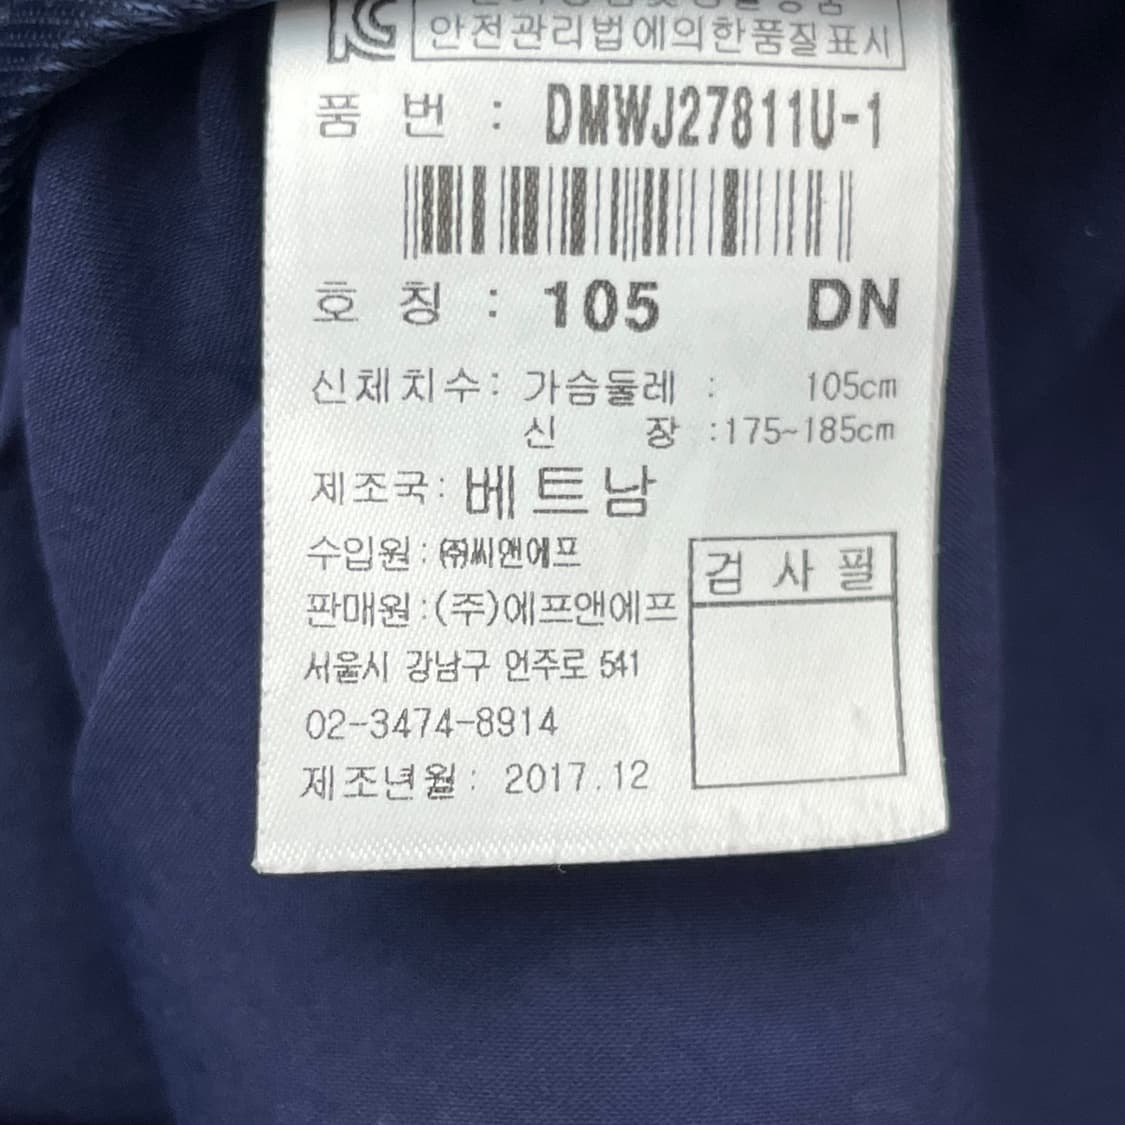 KC
안전관리법에의한품질표시
품 번 : DMWJ27811U-1
호 칭 : 105 DN
신체치수: 가슴둘레 : 105cm
신 장 :175~185cm
제조국: 베트남
수입원 : ㈜씨앤에프
판매원 :(주)에프앤에프
서울시 강남구 언주로 541
02-3474-8914
제조년월 : 2017.12
검 사 필